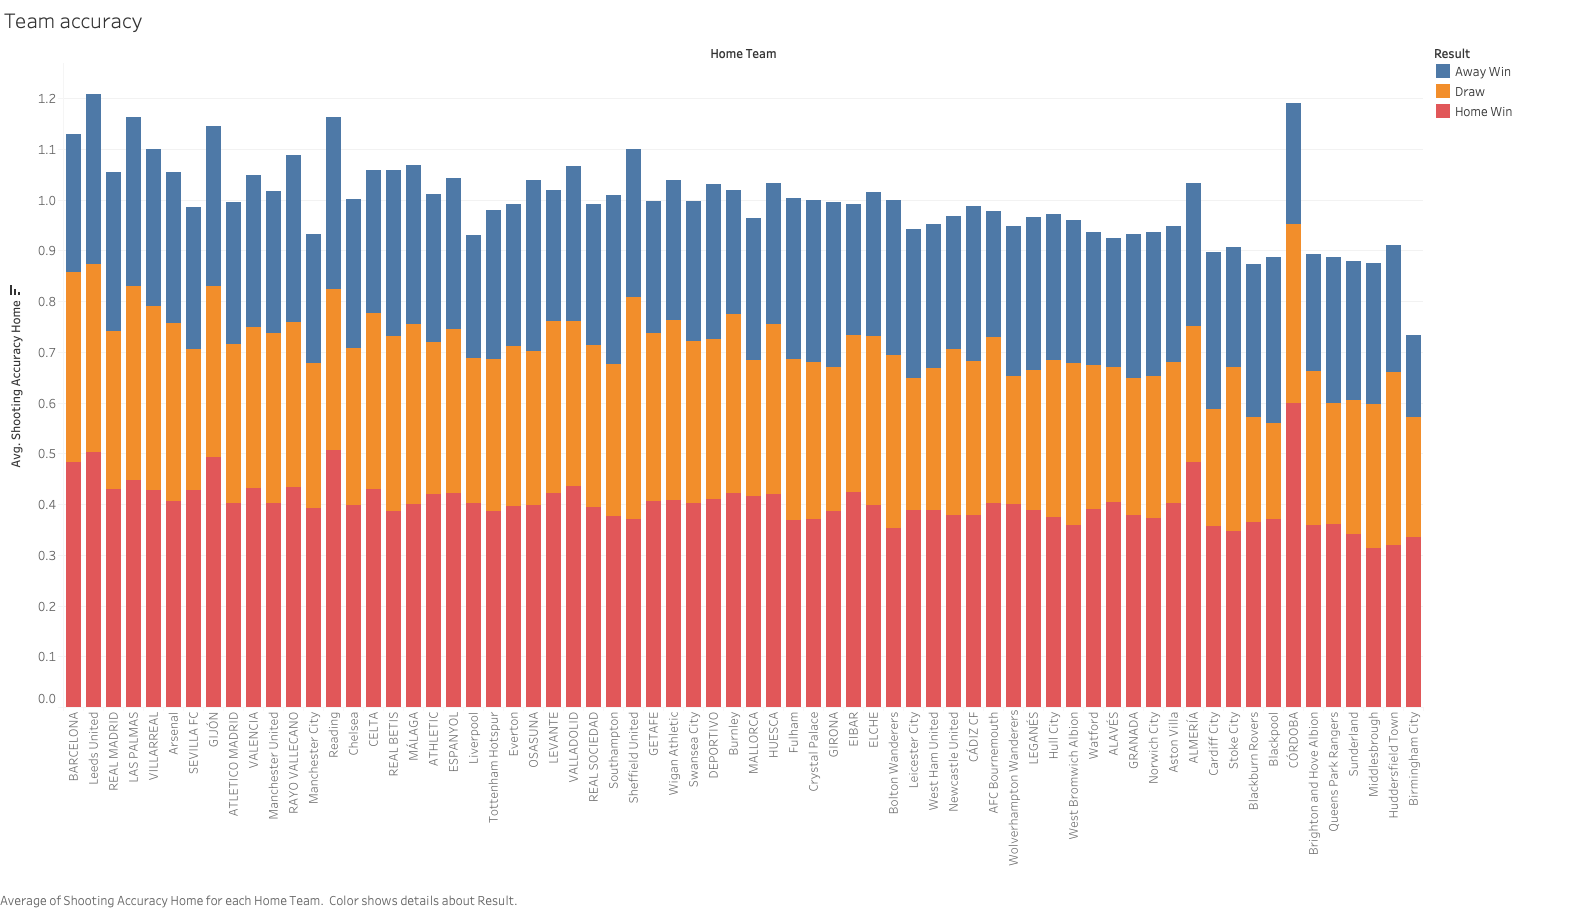 Team accuracy
Home Team
Result
Away Win
Draw
Home Win
Avg. Shooting Accuracy Home
1.2
1.1
1.0
0.9
0.8
0.7
0.6
0.5
0.4
0.3
0.2
0.1
0.0
BARCELONA
Leeds United
REAL MADRID
LAS PALMAS
VILLARREAL
Arsenal
SEVILLA FC
GIJÓN
ATLETICO MADRID
VALENCIA
Manchester United
RAYO VALLECANO
Manchester City
Reading
Chelsea
CELTA
REAL BETIS
MÁLAGA
ATHLETIC
ESPANYOL
Liverpool
Tottenham Hotspur
Everton
OSASUNA
LEVANTE
VALLADOLID
REAL SOCIEDAD
Southampton
Sheffield United
GETAFE
Wigan Athletic
Swansea City
DEPORTIVO
Burnley
MALLORCA
HUESCA
Fulham
Crystal Palace
GIRONA
EIBAR
ELCHE
Bolton Wanderers
Leicester City
West Ham United
Newcastle United
CÁDIZ CF
AFC Bournemouth
Wolverhampton Wanderers
LEGANÉS
Hull City
West Bromwich Albion
Watford
ALAVÉS
GRANADA
Norwich City
Aston Villa
ALMERÍA
Cardiff City
Stoke City
Blackburn Rovers
Blackpool
CÓRDOBA
Brighton and Hove Albion
Queens Park Rangers
Sunderland
Middlesbrough
Huddersfield Town
Birmingham City
Average of Shooting Accuracy Home for each Home Team. Color shows details about Result.